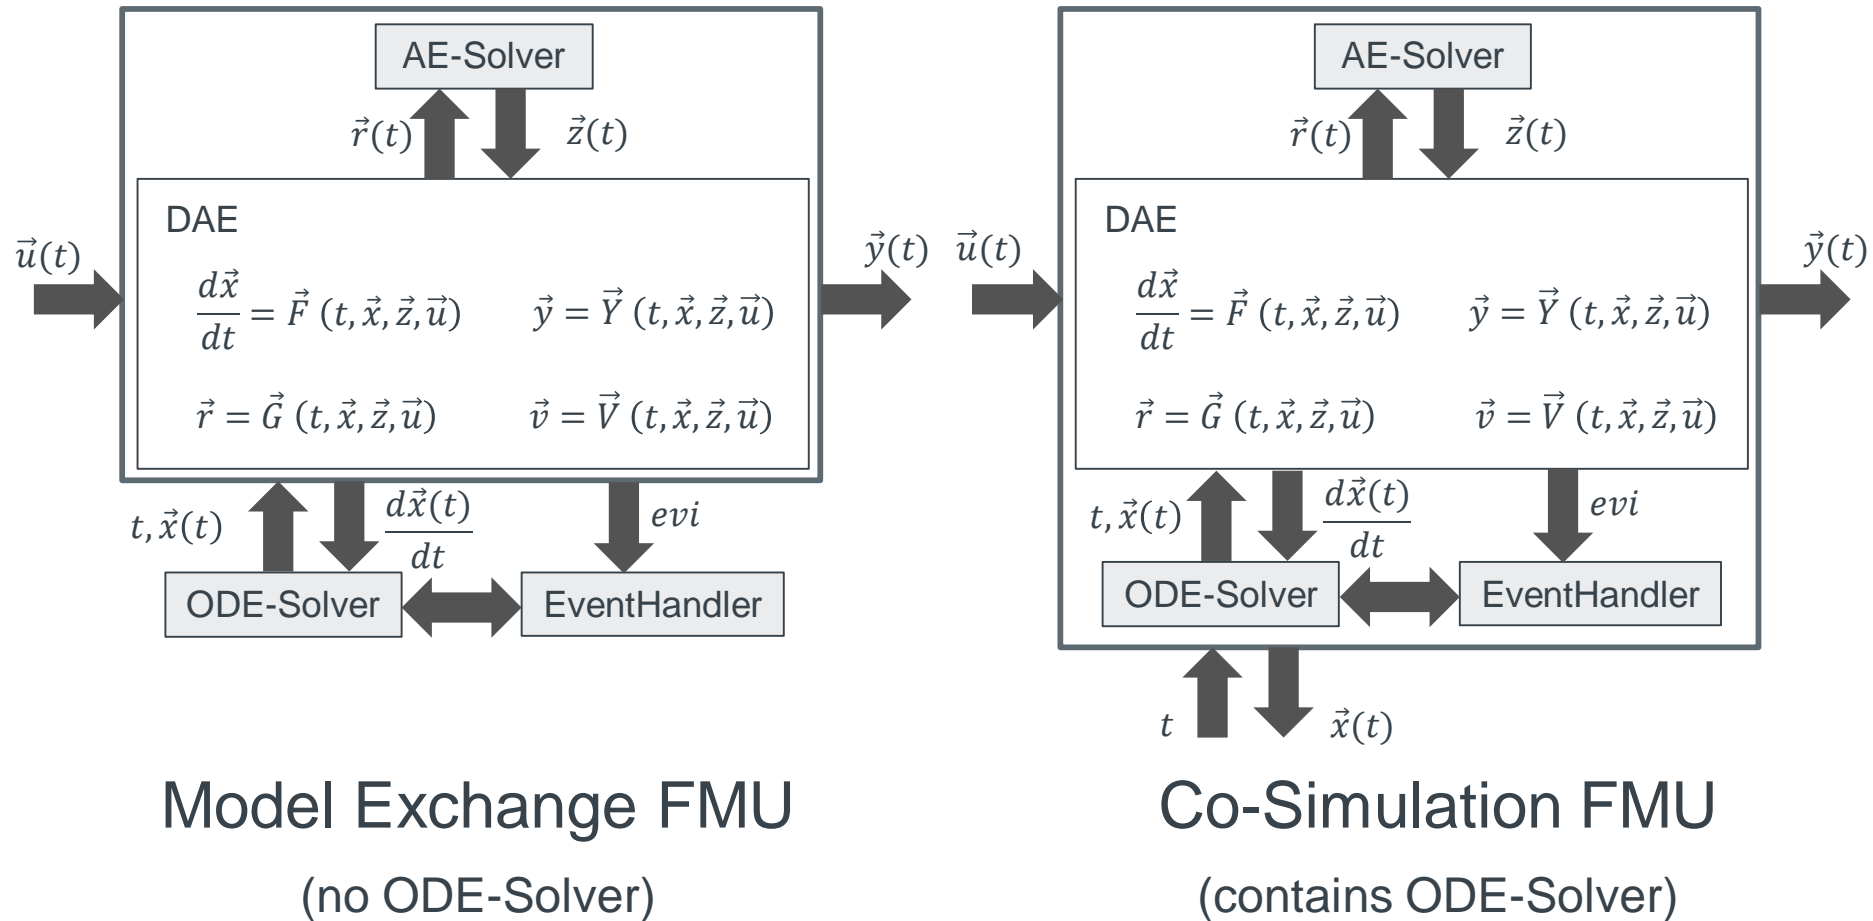 AE-Solver
r⃗(t)
z⃗(t)
DAE
u⃗(t)
y⃗(t)
dx⃗/dt = F⃗ (t, x⃗, z⃗, u⃗)
y⃗ = Y⃗ (t, x⃗, z⃗, u⃗)
r⃗ = G⃗ (t, x⃗, z⃗, u⃗)
v⃗ = V⃗ (t, x⃗, z⃗, u⃗)
t, x⃗(t)
dx⃗(t)/dt
evi
ODE-Solver
EventHandler
Model Exchange FMU
(no ODE-Solver)
AE-Solver
r⃗(t)
z⃗(t)
DAE
u⃗(t)
y⃗(t)
dx⃗/dt = F⃗ (t, x⃗, z⃗, u⃗)
y⃗ = Y⃗ (t, x⃗, z⃗, u⃗)
r⃗ = G⃗ (t, x⃗, z⃗, u⃗)
v⃗ = V⃗ (t, x⃗, z⃗, u⃗)
t, x⃗(t)
dx⃗(t)/dt
evi
ODE-Solver
EventHandler
t
x⃗(t)
Co-Simulation FMU
(contains ODE-Solver)